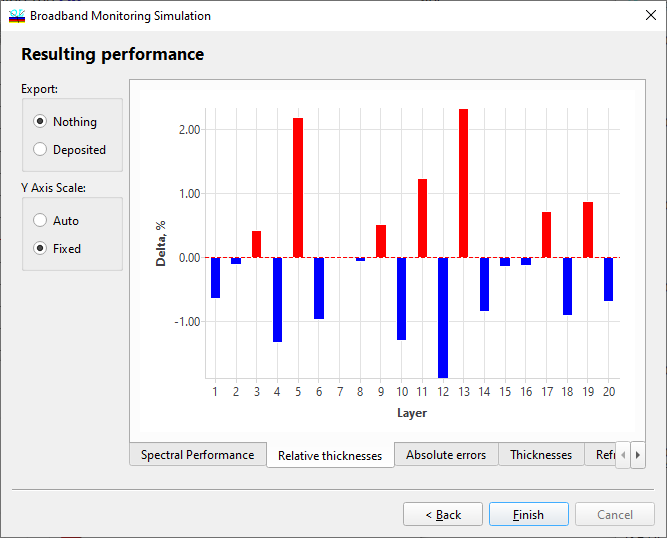 Broadband Monitoring Simulation
Resulting performance
Export:
Nothing
Deposited
Y Axis Scale:
Auto
Fixed
Delta, %
2.00
1.00
0.00
-1.00
1 2 3 4 5 6 7 8 9 10 11 12 13 14 15 16 17 18 19 20
Layer
Spectral Performance
Relative thicknesses
Absolute errors
Thicknesses
Refr
< Back
Finish
Cancel